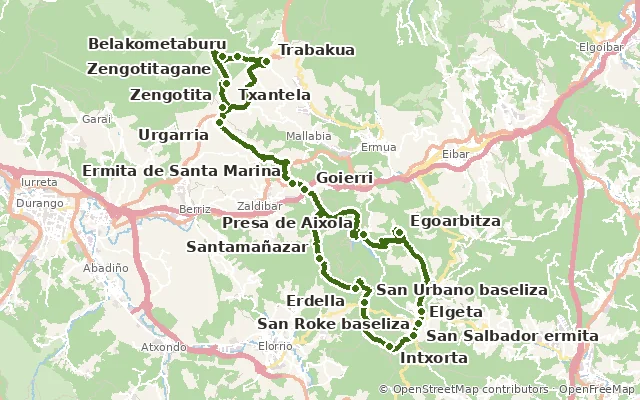 Elgoibar
Belakometaburu
Trabakua
Zengotitagane
Zengotita
Txantela
Garai
Urgarria
Mallabia
Ermua
Eibar
Ermita de Santa Marina
Goierri
Iurreta
Durango
Zaldibar
Berriz
Presa de Aixola
Egoarbitza
Santamañazar
Abadiño
San Urbano baseliza
Erdella
Elgeta
San Roke baseliza
San Salbador ermita
Atxondo
Elorrio
Intxorta
© OpenStreetMap contributors · OpenFreeMap